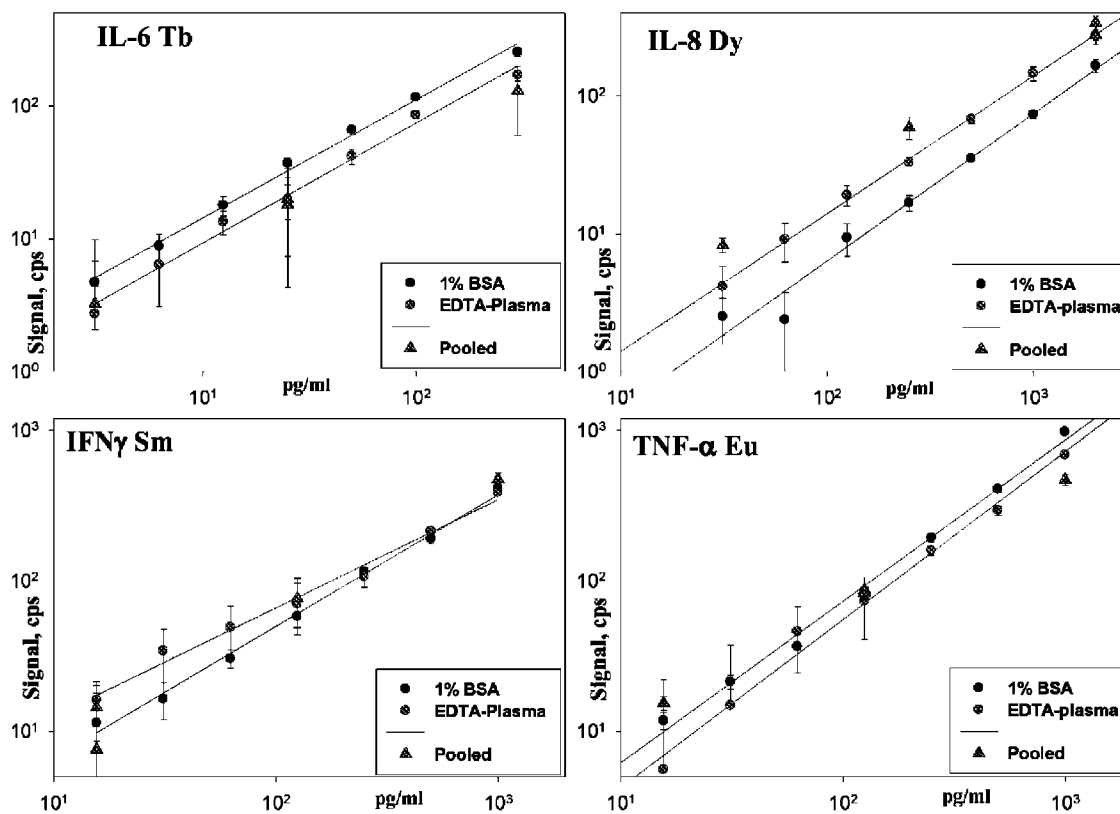 IL-6 Tb
Signal, cps
10²
10¹
10⁰
1% BSA
EDTA-Plasma
Pooled
10¹
pg/ml
10²
IL-8 Dy
Signal, cps
10²
10¹
10⁰
1% BSA
EDTA-plasma
Pooled
10¹
10²
pg/ml
10³
IFNγ Sm
Signal, cps
10³
10²
10¹
1% BSA
EDTA-Plasma
Pooled
10¹
10²
pg/ml
10³
TNF-α Eu
Signal, cps
10³
10²
10¹
1% BSA
EDTA-plasma
Pooled
10¹
10²
pg/ml
10³